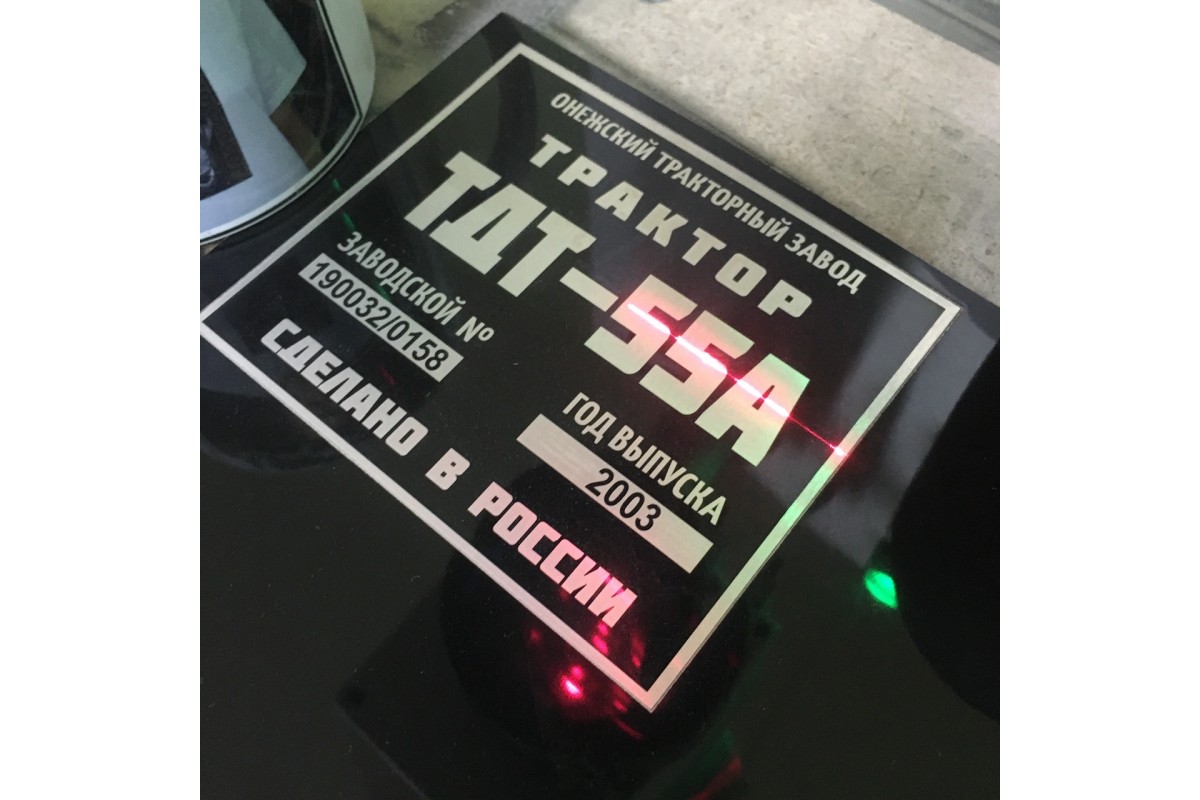 ОНЕЖСКИЙ ТРАКТОРНЫЙ ЗАВОД
ТРАКТОР
ТДТ-55А
ЗАВОДСКОЙ №
190032/0158
ГОД ВЫПУСКА
2003
СДЕЛАНО В РОССИИ